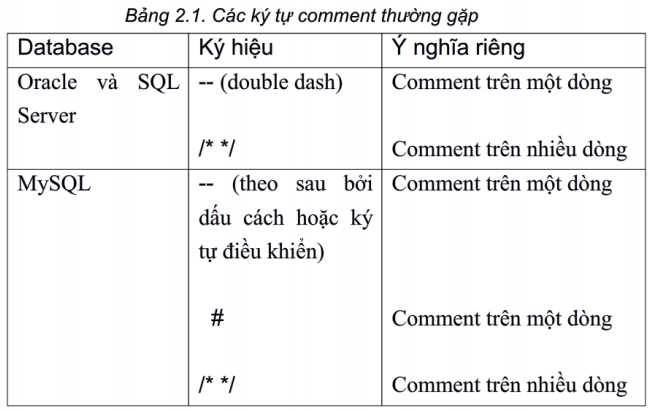 Bảng 2.1. Các ký tự comment thường gặp
Database Ký hiệu Ý nghĩa riêng
Oracle và SQL -- (double dash) Comment trên một dòng
Server
/* */ Comment trên nhiều dòng
MySQL -- (theo sau bởi Comment trên một dòng
dấu cách hoặc ký
tự điều khiển)
# Comment trên một dòng
/* */ Comment trên nhiều dòng